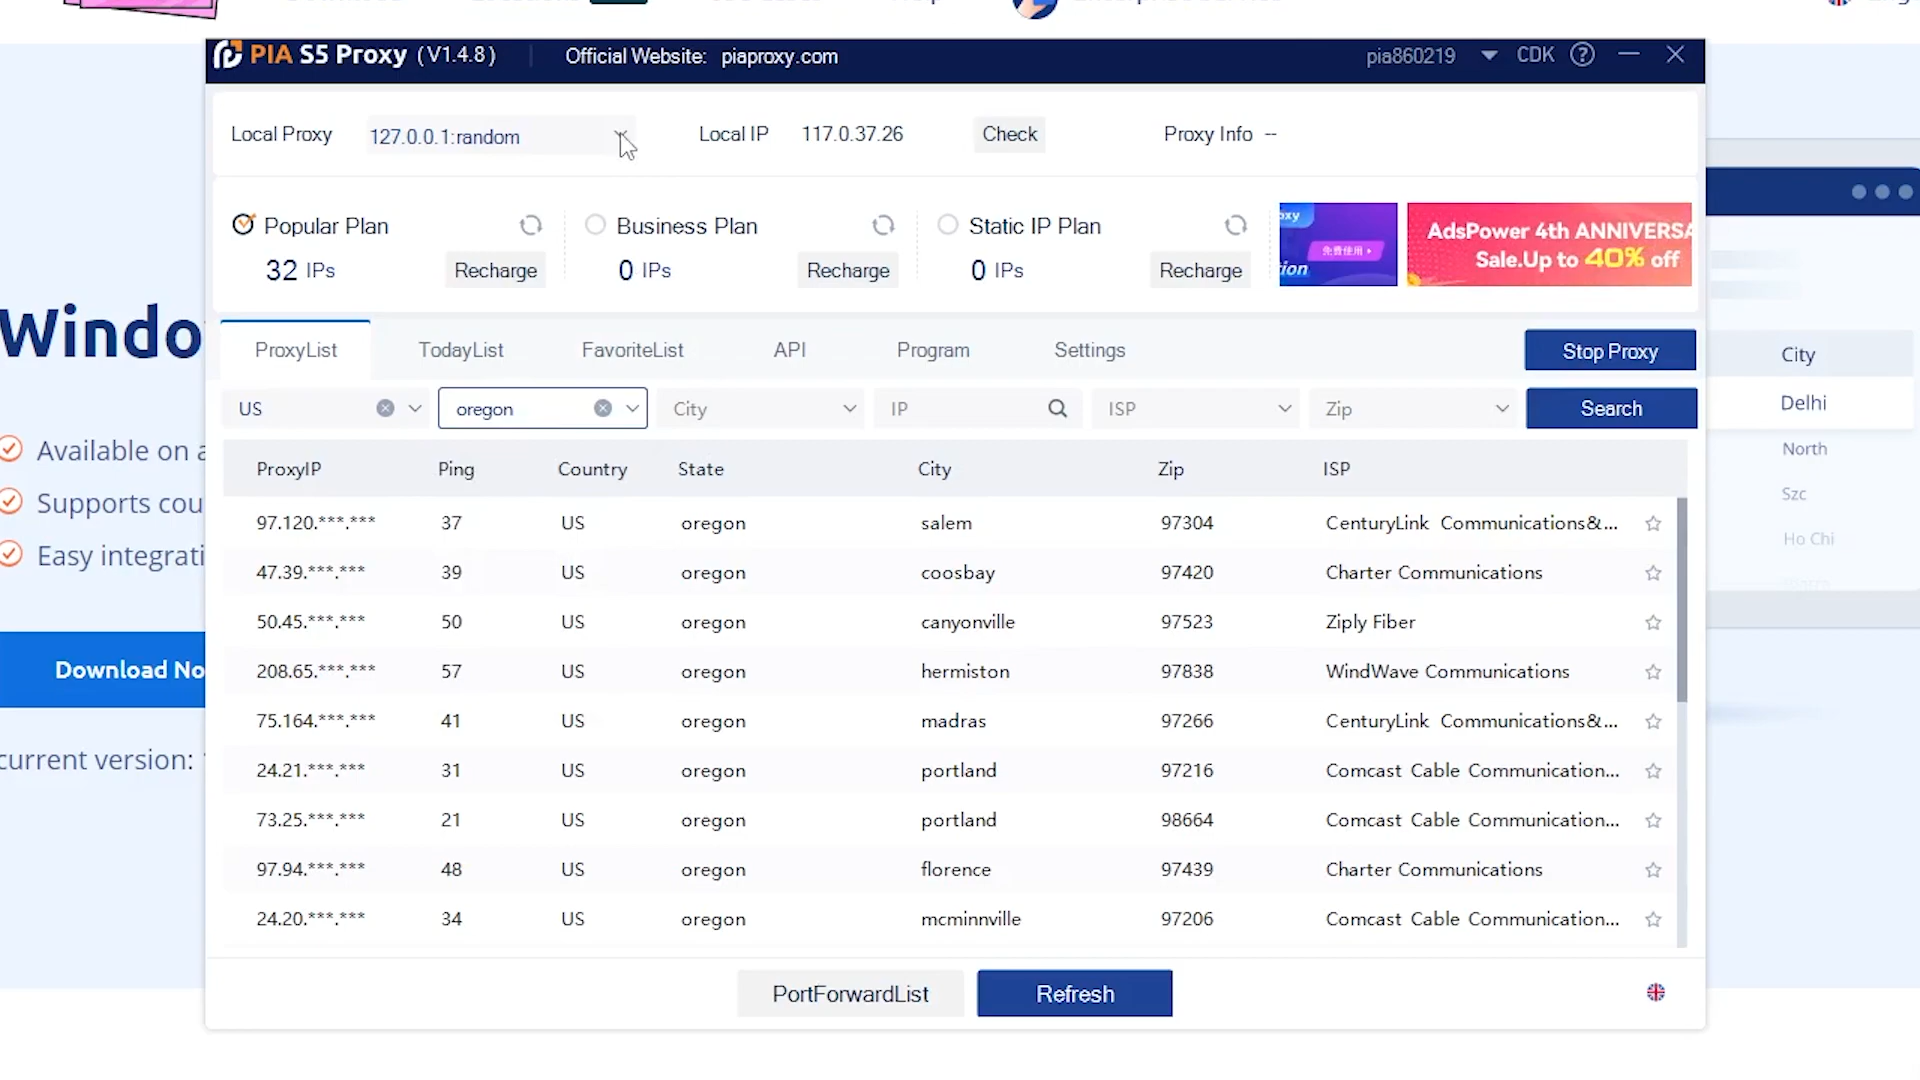 PIA S5 Proxy (V1.4.8)
Official Website: piaproxy.com
pia860219
CDK
Local Proxy
127.0.0.1:random
Local IP
117.0.37.26
Check
Proxy Info --
Popular Plan
32 IPs
Recharge
Business Plan
0 IPs
Recharge
Static IP Plan
0 IPs
Recharge
oxy
免費使用
tion
AdsPower 4th ANNIVERSA
Sale.Up to 40% off
ProxyList TodayList FavoriteList API Program Settings
Stop Proxy
US oregon City IP ISP Zip
Search
ProxyIP Ping Country State City Zip ISP
97.120.***.*** 37 US oregon salem 97304 CenturyLink Communications&...
47.39.***.*** 39 US oregon coosbay 97420 Charter Communications
50.45.***.*** 50 US oregon canyonville 97523 Ziply Fiber
208.65.***.*** 57 US oregon hermiston 97838 WindWave Communications
75.164.***.*** 41 US oregon madras 97266 CenturyLink Communications&...
24.21.***.*** 31 US oregon portland 97216 Comcast Cable Communication...
73.25.***.*** 21 US oregon portland 98664 Comcast Cable Communication...
97.94.***.*** 48 US oregon florence 97439 Charter Communications
24.20.***.*** 34 US oregon mcminnville 97206 Comcast Cable Communication...
PortForwardList
Refresh
Windo
Available on a
Supports cou
Easy integrati
Download No
current version:
City
Delhi
North
Szc
Ho Chi